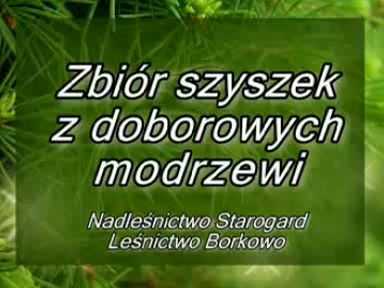 Zbiór szyszek
z doborowych
modrzewi
Nadleśnictwo Starogard
Leśnictwo Borkowo